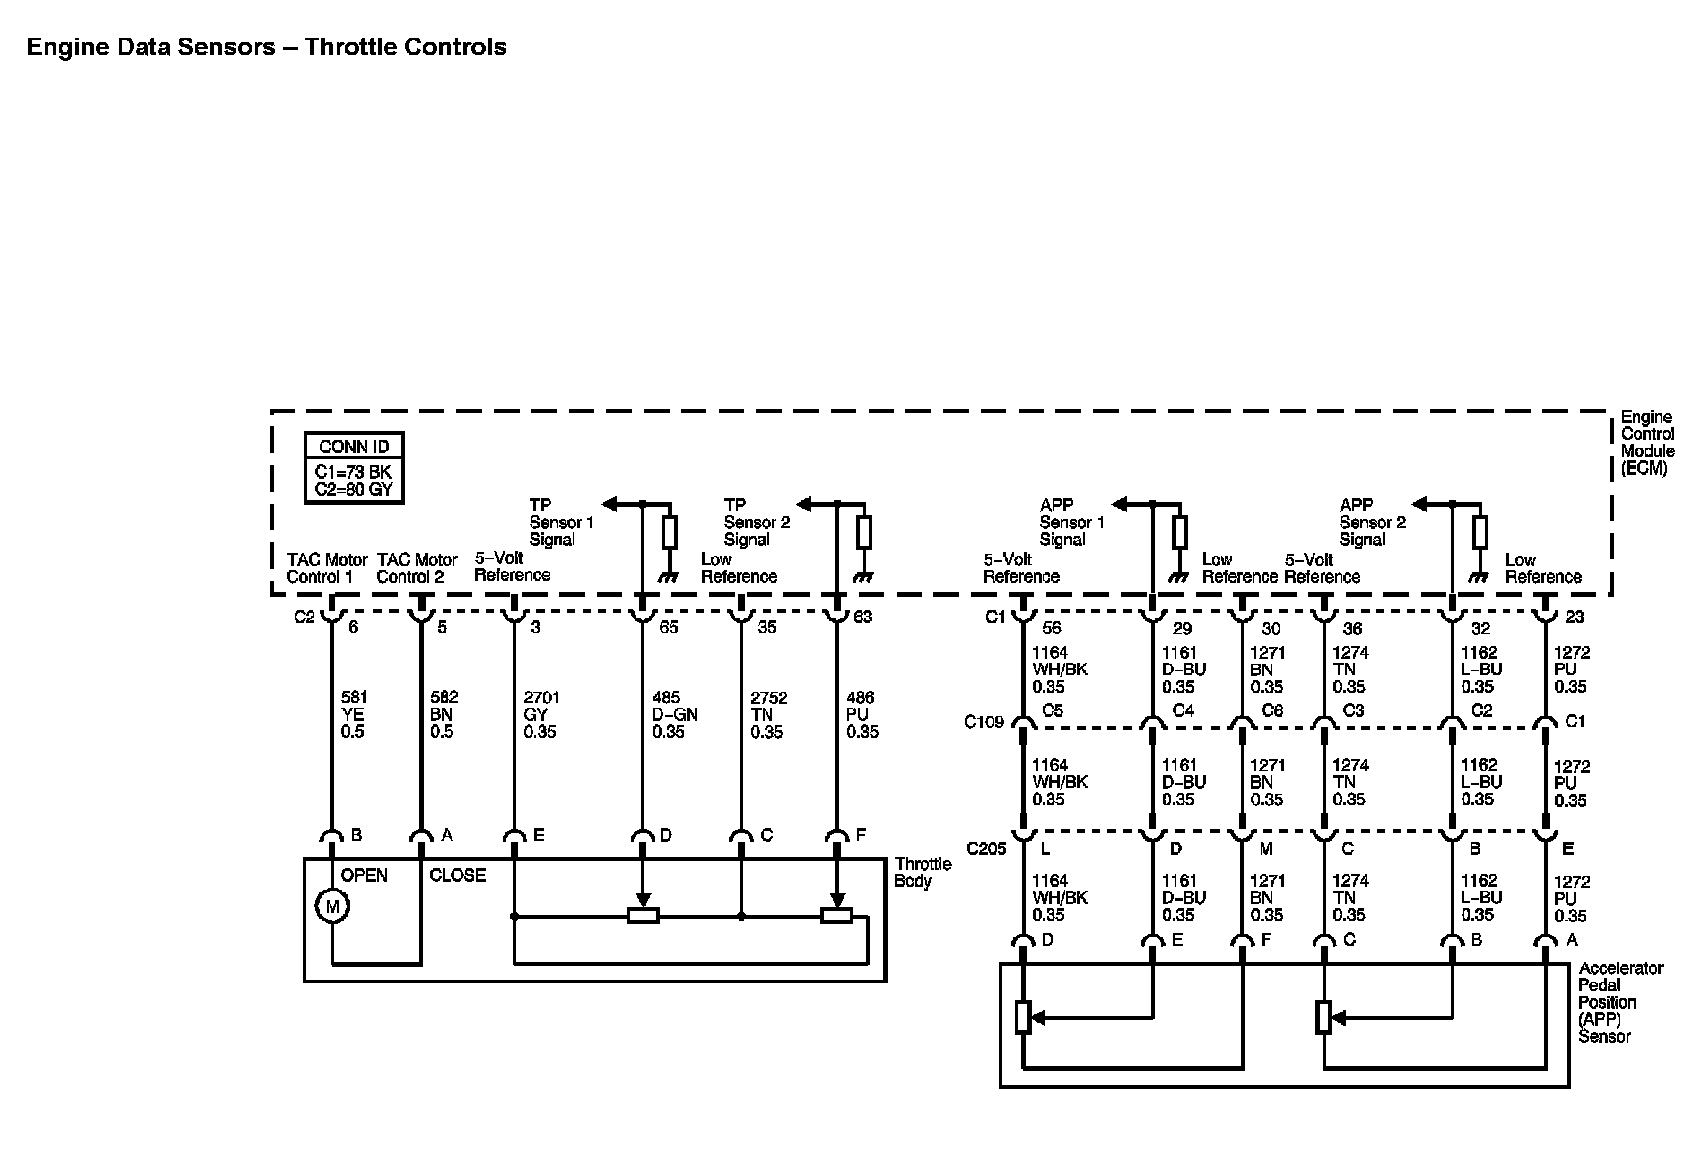 Engine Data Sensors – Throttle Controls
Engine
Control
Module
(ECM)
CONN ID
C1=73 BK
C2=80 GY
TP
Sensor 1
Signal
TP
Sensor 2
Signal
APP
Sensor 1
Signal
APP
Sensor 2
Signal
TAC Motor
Control 1
TAC Motor
Control 2
5–Volt
Reference
Low
Reference
5–Volt
Reference
Low
Reference
5–Volt
Reference
Low
Reference
C2 6 5 3 65 35 63
C1 56 29 30 36 32 23
1164
WH/BK
0.35
1161
D–BU
0.35
1271
BN
0.35
1274
TN
0.35
1162
L–BU
0.35
1272
PU
0.35
581
YE
0.5
582
BN
0.5
2701
GY
0.35
485
D–GN
0.35
2752
TN
0.35
486
PU
0.35
C109 C5 C4 C6 C3 C2 C1
1164
WH/BK
0.35
1161
D–BU
0.35
1271
BN
0.35
1274
TN
0.35
1162
L–BU
0.35
1272
PU
0.35
B A E D C F
C205 L D M C B E
OPEN CLOSE
M
Throttle
Body
1164
WH/BK
0.35
1161
D–BU
0.35
1271
BN
0.35
1274
TN
0.35
1162
L–BU
0.35
1272
PU
0.35
D E F C B A
Accelerator
Pedal
Position
(APP)
Sensor